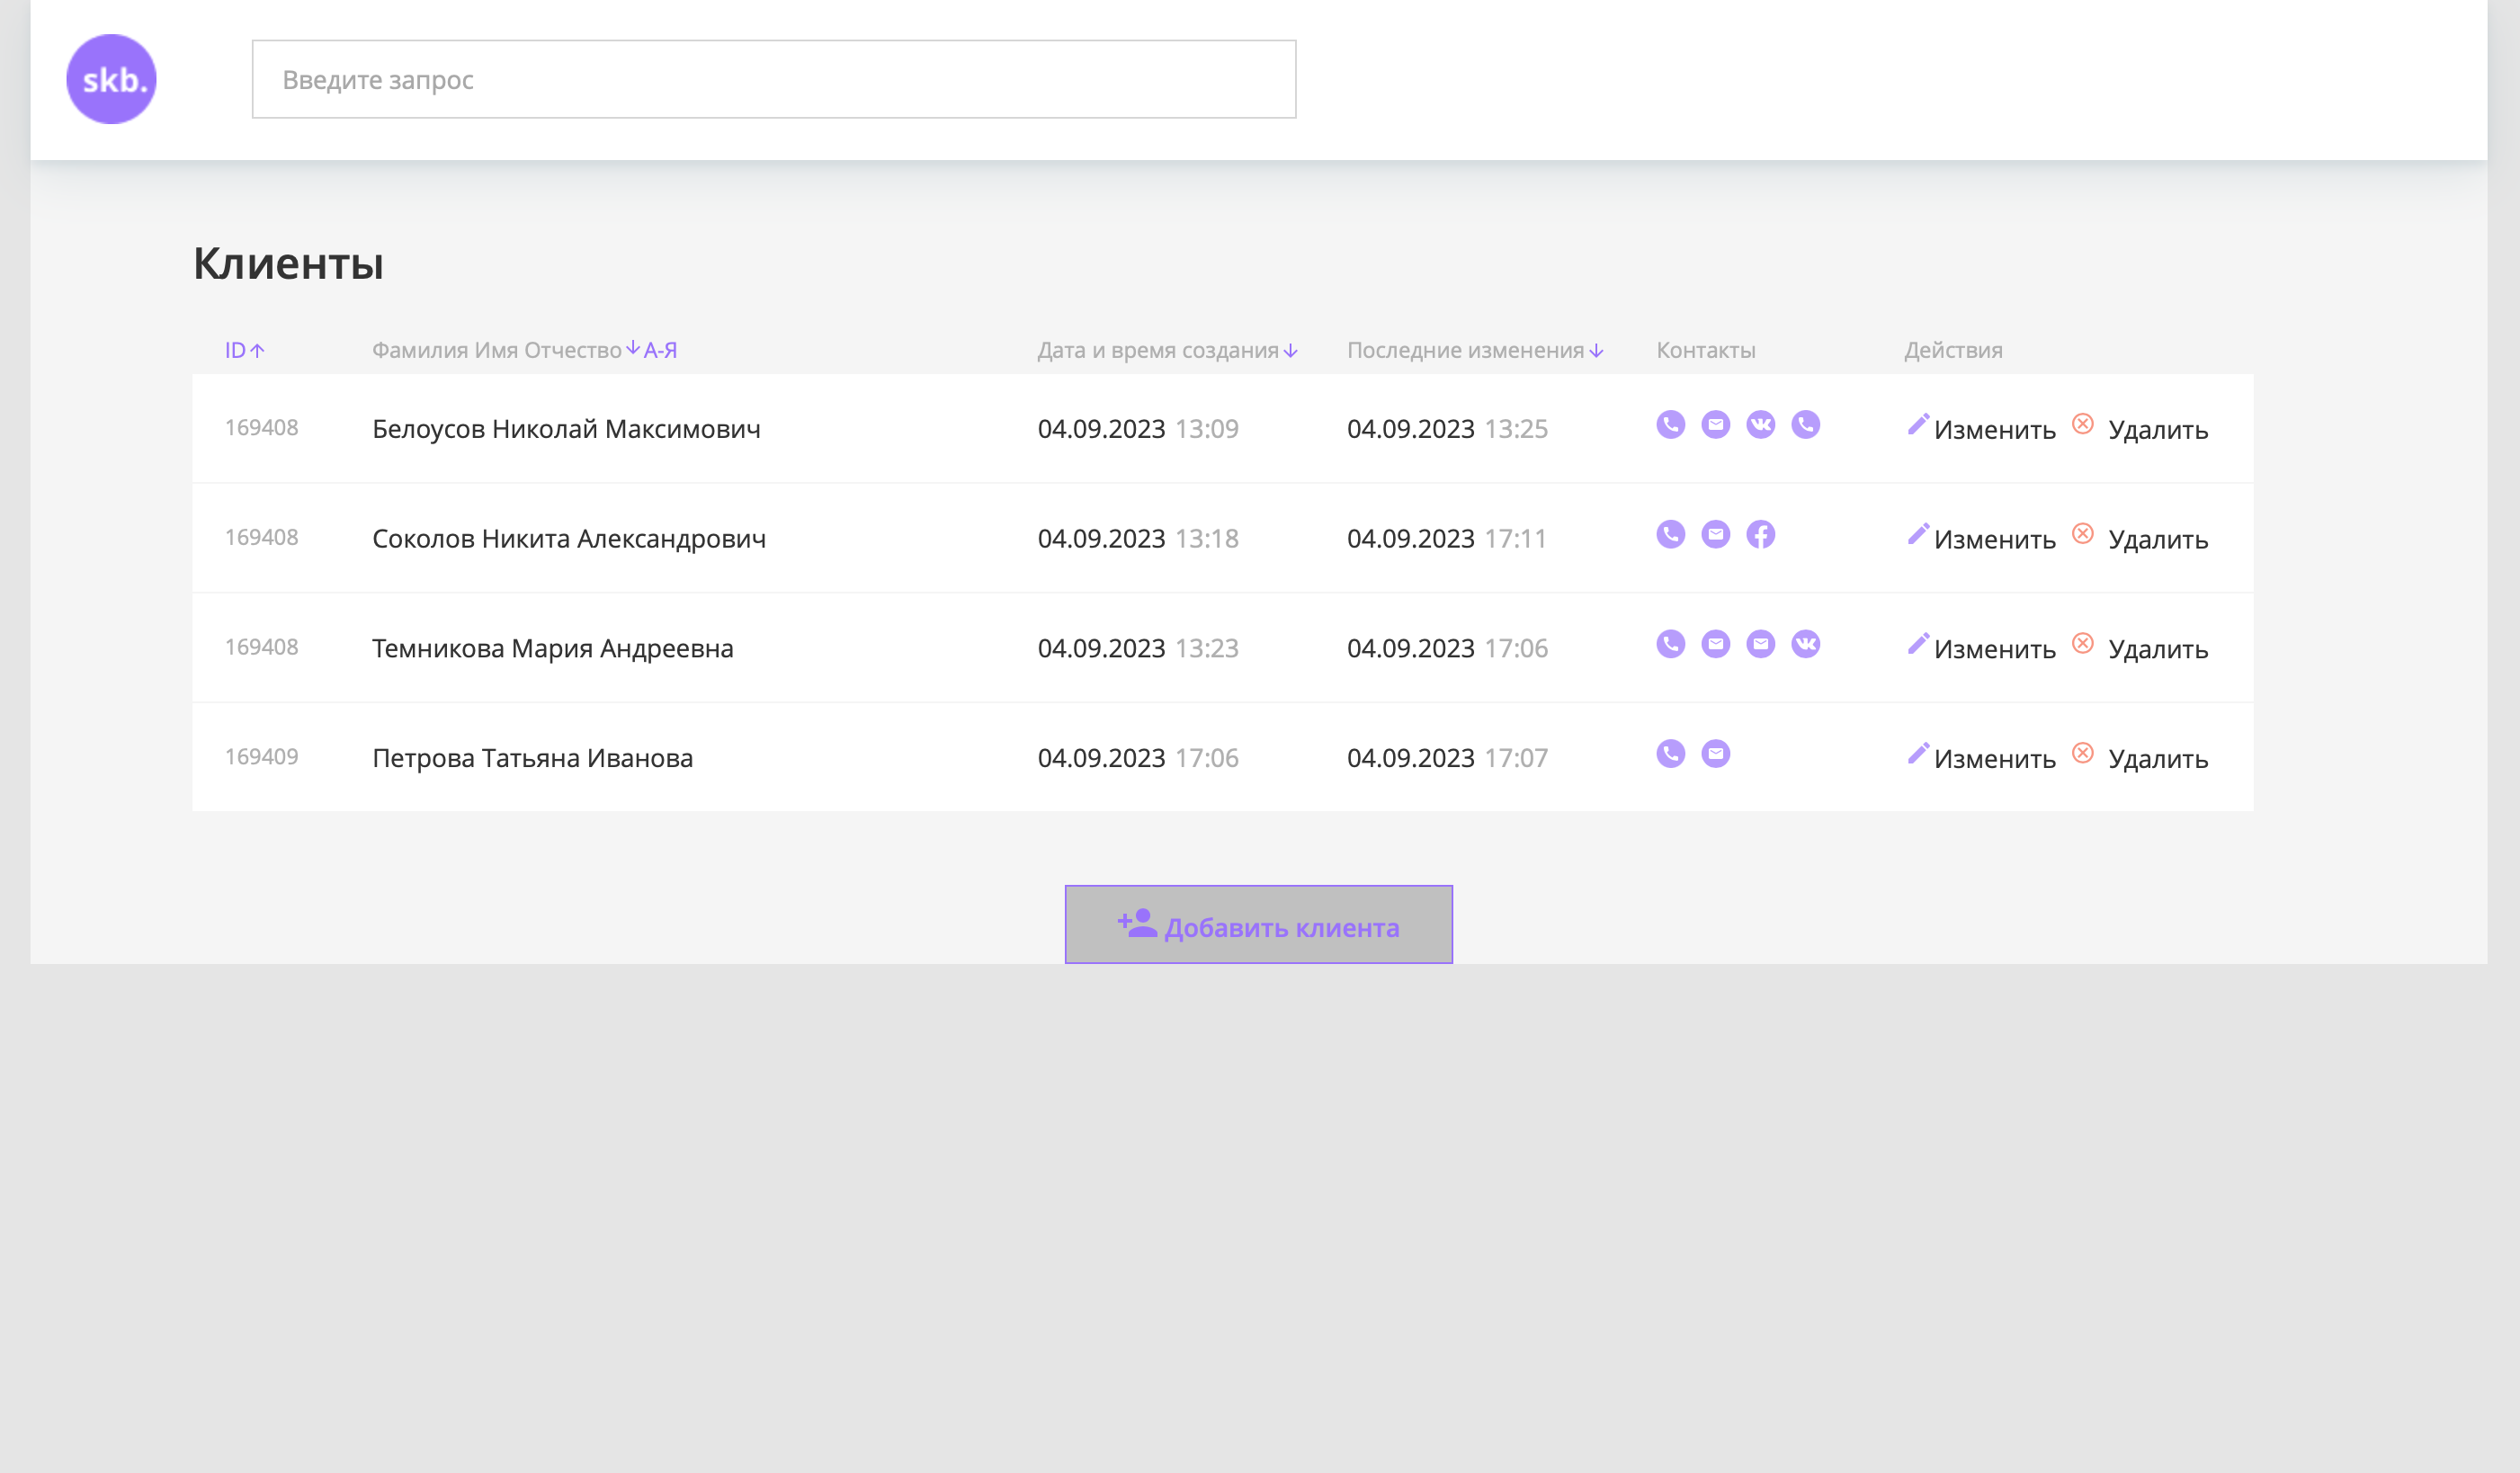 skb.
Введите запрос
Клиенты
ID Фамилия Имя Отчество А-Я Дата и время создания Последние изменения Контакты Действия
169408 Белоусов Николай Максимович 04.09.2023 13:09 04.09.2023 13:25 Изменить Удалить
169408 Соколов Никита Александрович 04.09.2023 13:18 04.09.2023 17:11 Изменить Удалить
169408 Темникова Мария Андреевна 04.09.2023 13:23 04.09.2023 17:06 Изменить Удалить
169409 Петрова Татьяна Иванова 04.09.2023 17:06 04.09.2023 17:07 Изменить Удалить
Добавить клиента